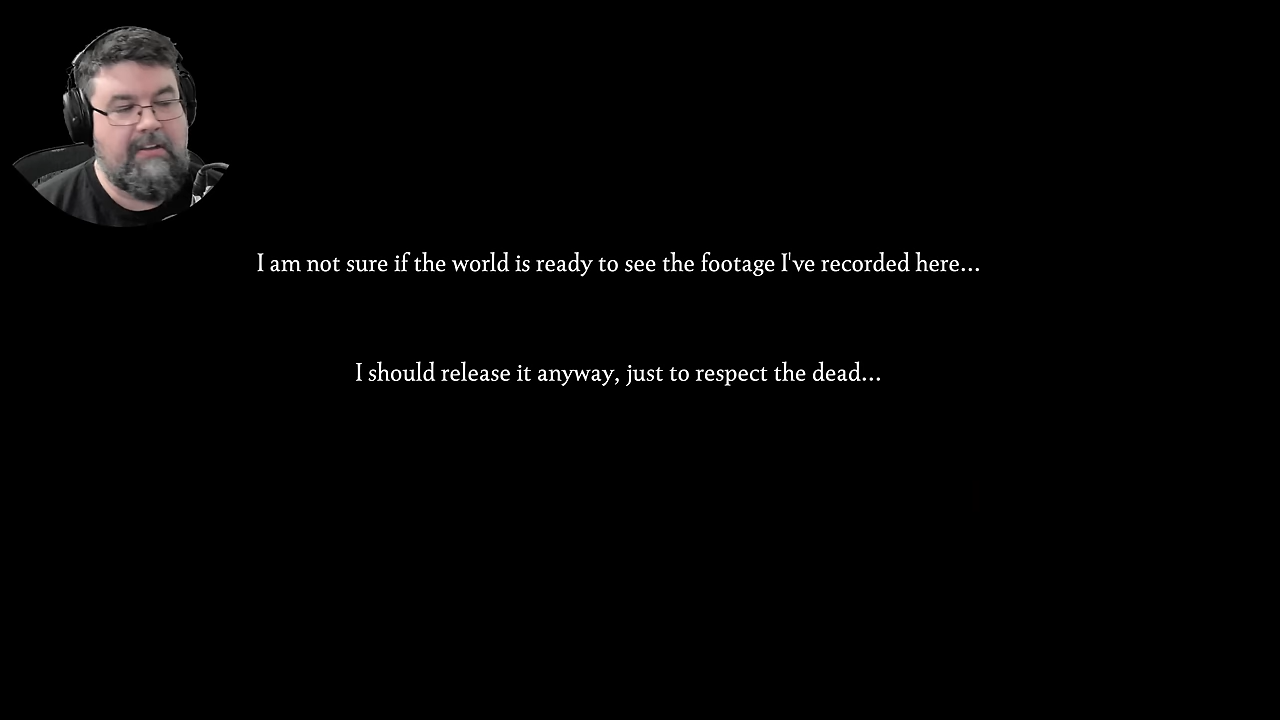 I am not sure if the world is ready to see the footage I've recorded here...
I should release it anyway, just to respect the dead...